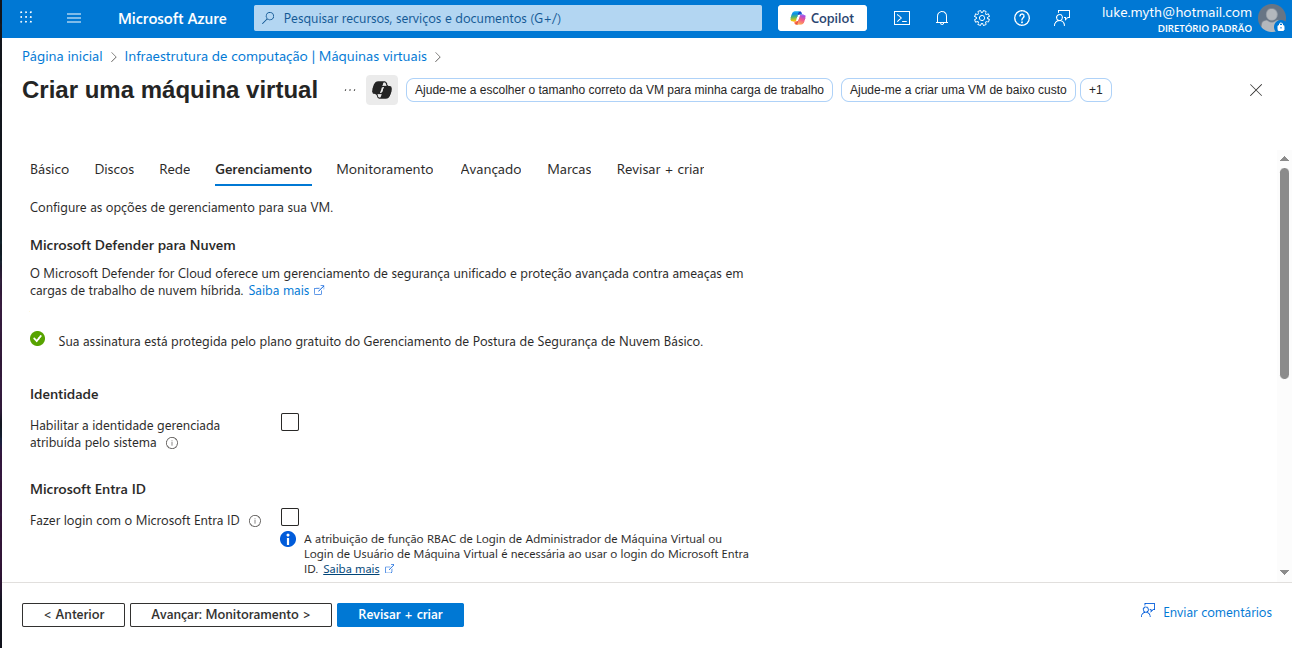 Microsoft Azure
Pesquisar recursos, serviços e documentos (G+/)
Copilot
luke.myth@hotmail.com
DIRETÓRIO PADRÃO
Página inicial > Infraestrutura de computação | Máquinas virtuais >
Criar uma máquina virtual
...
Ajude-me a escolher o tamanho correto da VM para minha carga de trabalho
Ajude-me a criar uma VM de baixo custo
+1
Básico Discos Rede Gerenciamento Monitoramento Avançado Marcas Revisar + criar
Configure as opções de gerenciamento para sua VM.
Microsoft Defender para Nuvem
O Microsoft Defender for Cloud oferece um gerenciamento de segurança unificado e proteção avançada contra ameaças em
cargas de trabalho de nuvem híbrida. Saiba mais
Sua assinatura está protegida pelo plano gratuito do Gerenciamento de Postura de Segurança de Nuvem Básico.
Identidade
Habilitar a identidade gerenciada
atribuída pelo sistema
Microsoft Entra ID
Fazer login com o Microsoft Entra ID
A atribuição de função RBAC de Login de Administrador de Máquina Virtual ou
Login de Usuário de Máquina Virtual é necessária ao usar o login do Microsoft Entra
ID. Saiba mais
< Anterior
Avançar: Monitoramento >
Revisar + criar
Enviar comentários